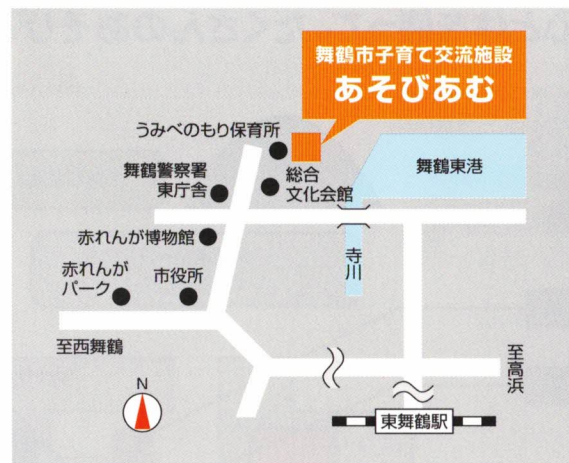 舞鶴市子育て交流施設
あそびあむ
うみべのもり保育所
舞鶴警察署
東庁舎
総合
文化会館
舞鶴東港
赤れんが博物館
寺川
赤れんが
パーク
市役所
至西舞鶴
至高浜
N
東舞鶴駅